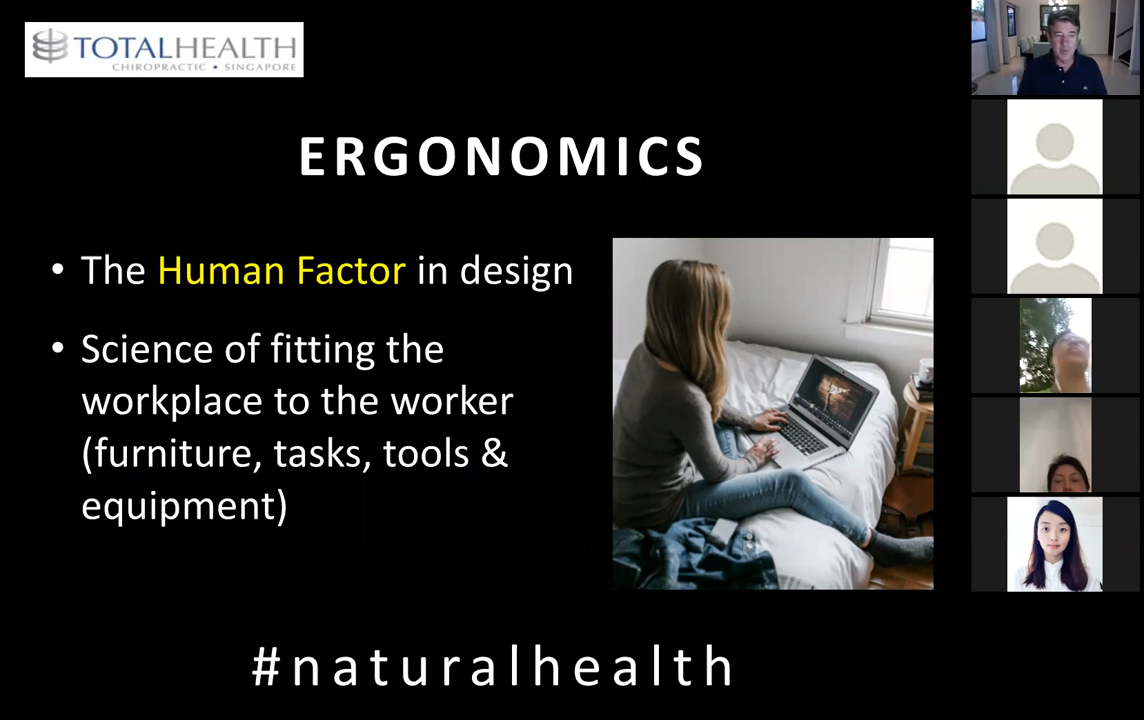 TOTALHEALTH
CHIROPRACTIC • SINGAPORE
ERGONOMICS
• The Human Factor in design
• Science of fitting the
workplace to the worker
(furniture, tasks, tools &
equipment)
#naturalhealth